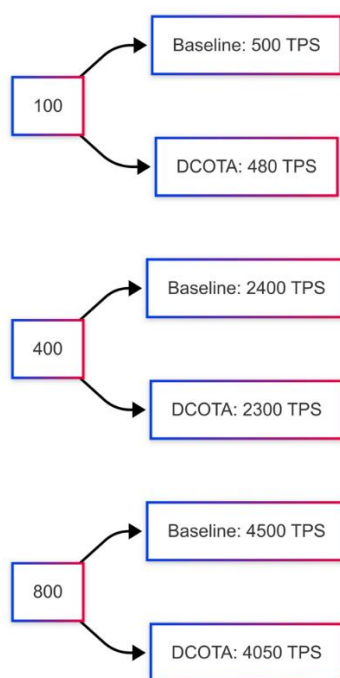 Baseline: 500 TPS
100
DCOTA: 480 TPS
Baseline: 2400 TPS
400
DCOTA: 2300 TPS
Baseline: 4500 TPS
800
DCOTA: 4050 TPS